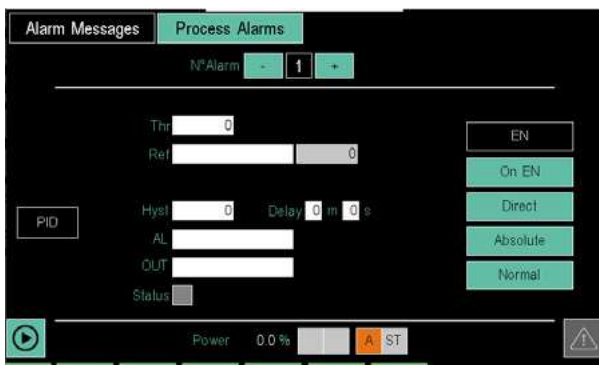 Alarm Messages Process Alarms
N°Alarm - 1 +
Thr 0
Ref 0
EN
On EN
Hyst 0 Delay 0 m 0 s
Direct
PID
AL
Absolute
OUT
Normal
Status
Power 0.0 % A ST